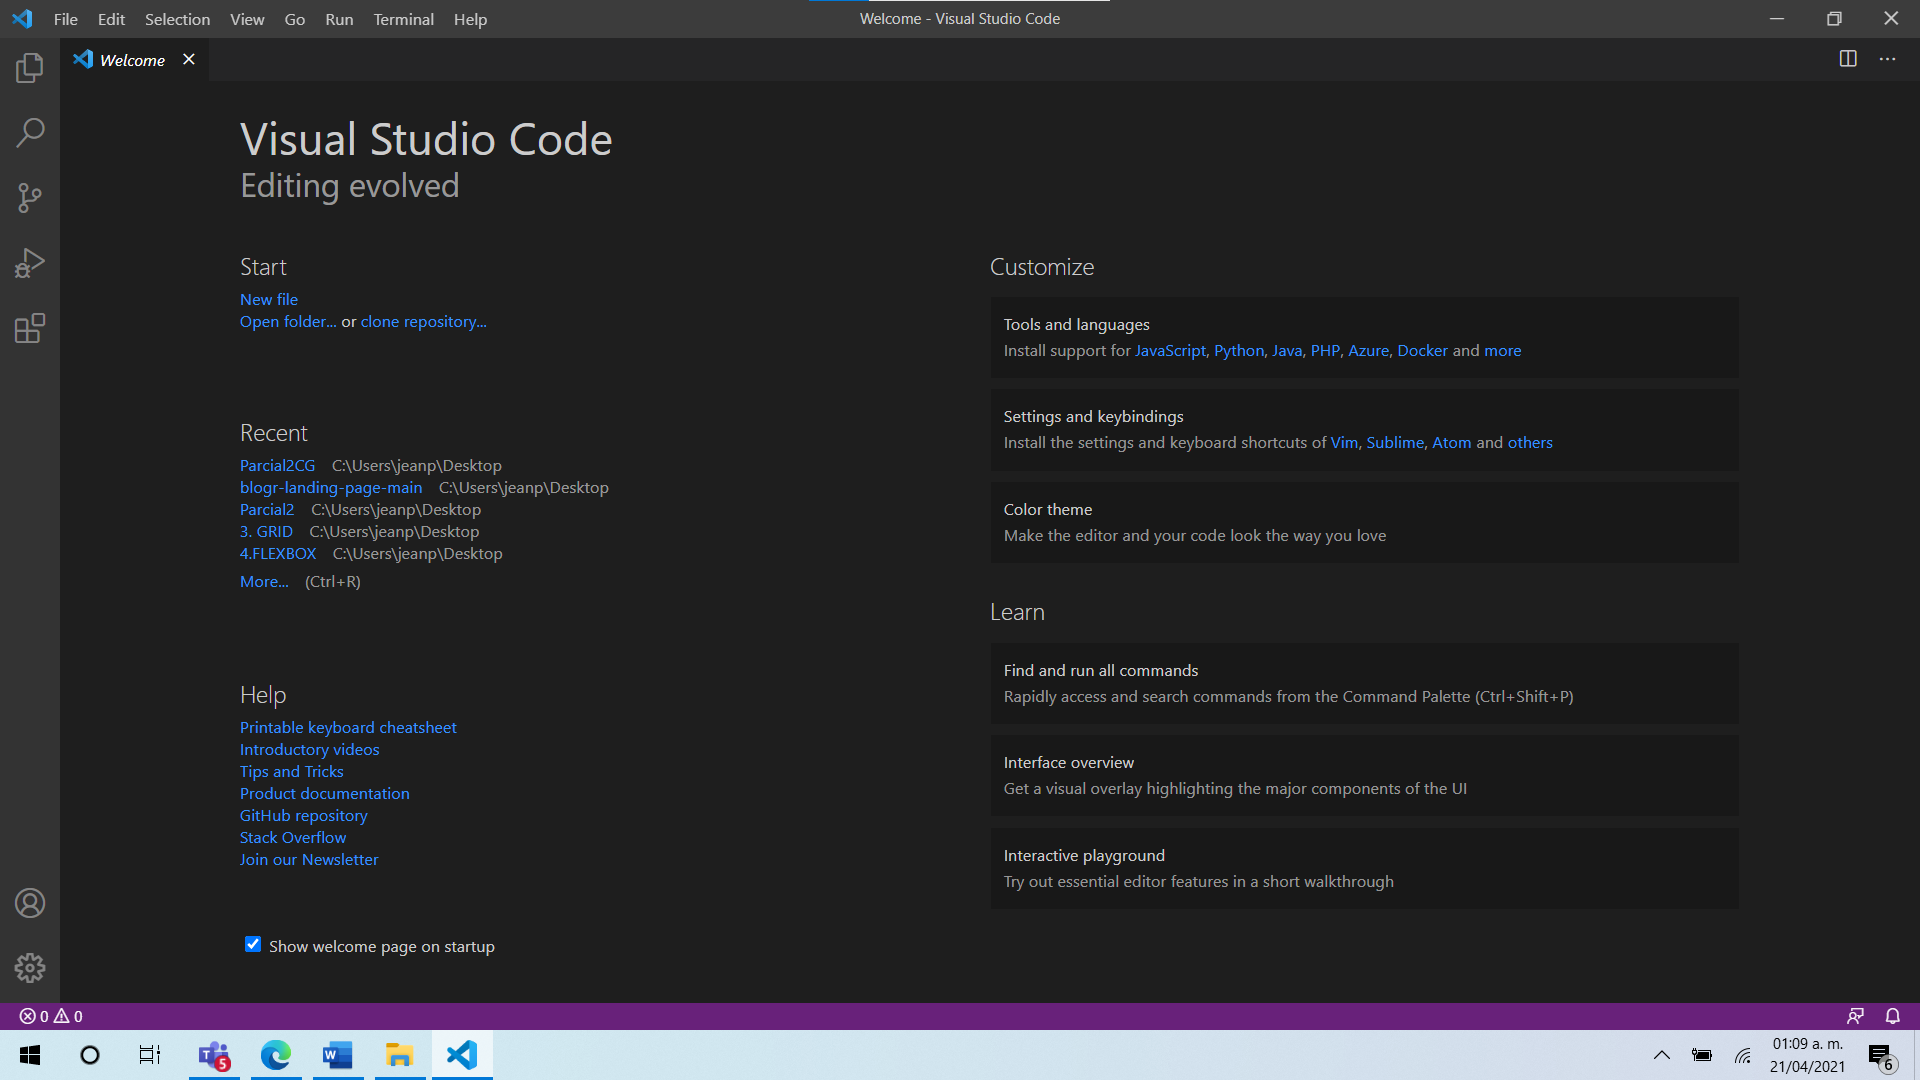 File Edit Selection View Go Run Terminal Help
Welcome - Visual Studio Code
Welcome
Visual Studio Code
Editing evolved
Start
New file
Open folder... or clone repository...
Recent
Parcial2CG C:\Users\jeanp\Desktop
blogr-landing-page-main C:\Users\jeanp\Desktop
Parcial2 C:\Users\jeanp\Desktop
3. GRID C:\Users\jeanp\Desktop
4.FLEXBOX C:\Users\jeanp\Desktop
More... (Ctrl+R)
Help
Printable keyboard cheatsheet
Introductory videos
Tips and Tricks
Product documentation
GitHub repository
Stack Overflow
Join our Newsletter
Show welcome page on startup
Customize
Tools and languages
Install support for JavaScript, Python, Java, PHP, Azure, Docker and more
Settings and keybindings
Install the settings and keyboard shortcuts of Vim, Sublime, Atom and others
Color theme
Make the editor and your code look the way you love
Learn
Find and run all commands
Rapidly access and search commands from the Command Palette (Ctrl+Shift+P)
Interface overview
Get a visual overlay highlighting the major components of the UI
Interactive playground
Try out essential editor features in a short walkthrough
0 0
T 5
W
01:09 a. m.
21/04/2021
6